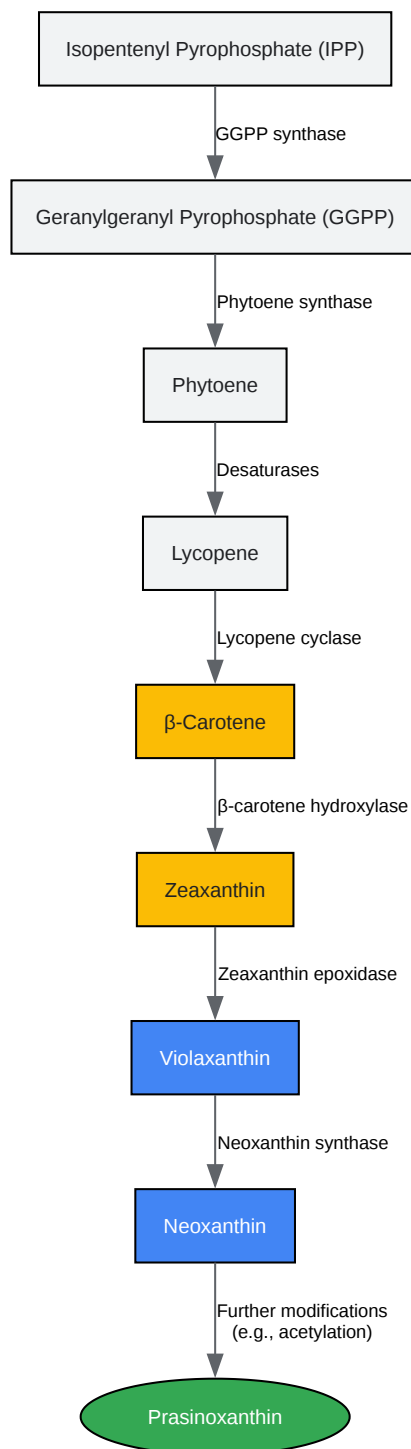 Isopentenyl Pyrophosphate (IPP)
GGPP synthase
Geranylgeranyl Pyrophosphate (GGPP)
Phytoene synthase
Phytoene
Desaturases
Lycopene
Lycopene cyclase
β-Carotene
β-carotene hydroxylase
Zeaxanthin
Zeaxanthin epoxidase
Violaxanthin
Neoxanthin synthase
Neoxanthin
Further modifications
(e.g., acetylation)
Prasinoxanthin